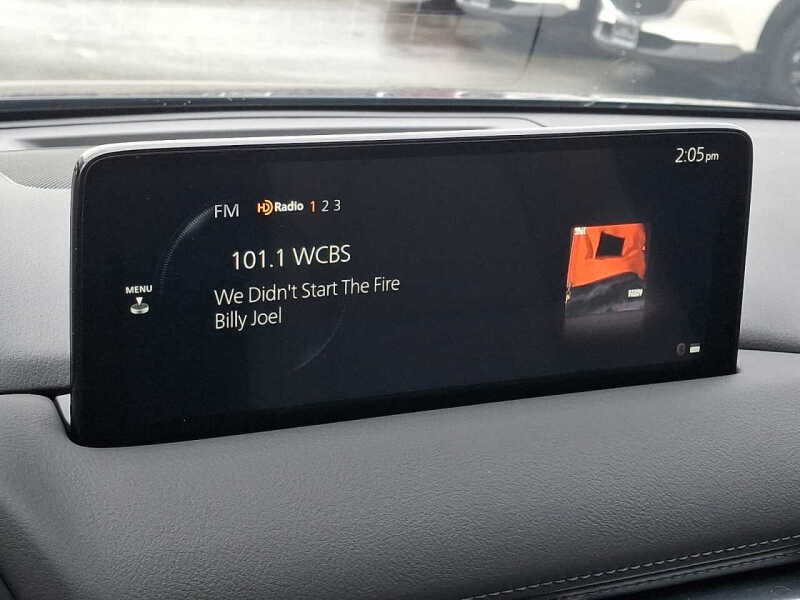 2:05pm
FM HD Radio 1 2 3
101.1 WCBS
MENU
We Didn't Start The Fire
Billy Joel